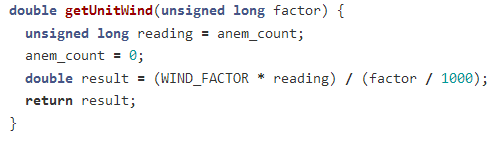 double getUnitWind(unsigned long factor) {
  unsigned long reading = anem_count;
  anem_count = 0;
  double result = (WIND_FACTOR * reading) / (factor / 1000);
  return result;
}